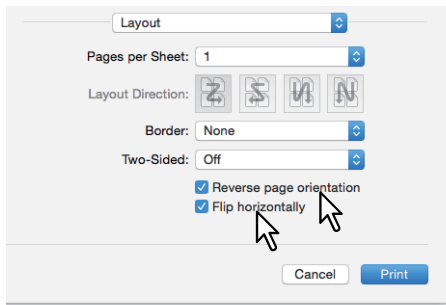 Layout
Pages per Sheet: 1
Layout Direction:
Border: None
Two-Sided: Off
Reverse page orientation
Flip horizontally
Cancel Print